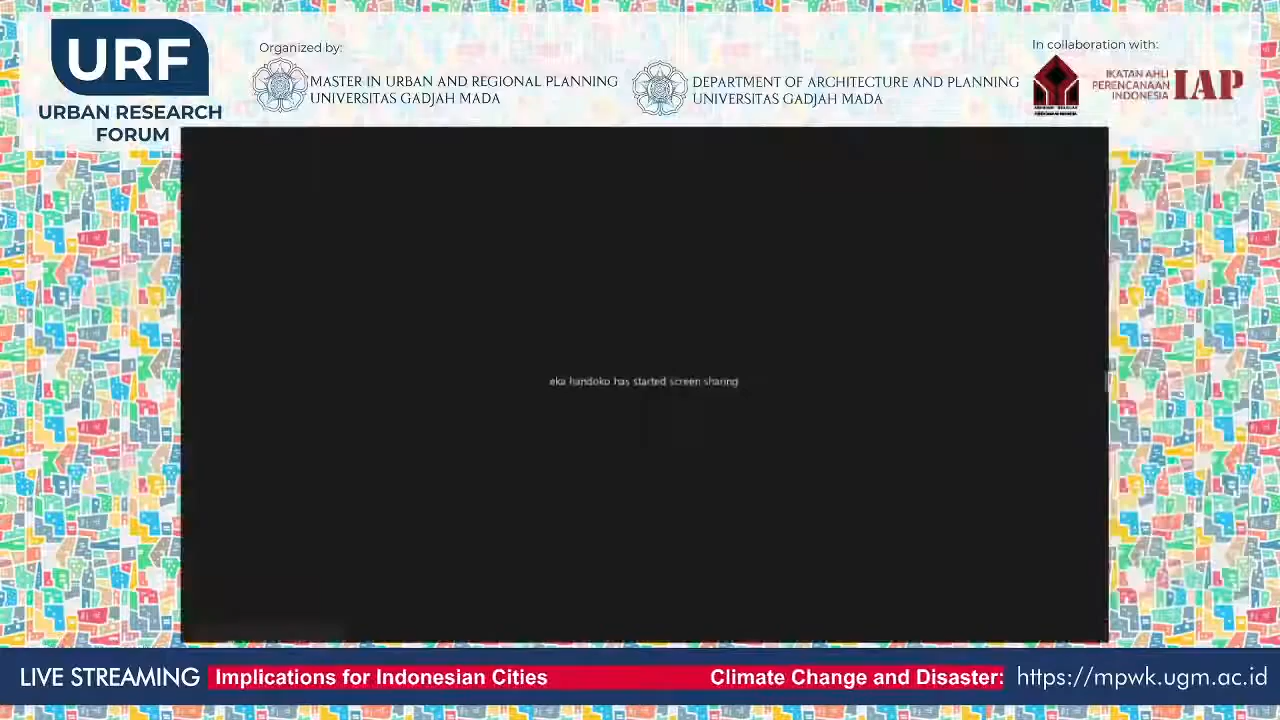 URF
URBAN RESEARCH
FORUM
Organized by:
MASTER IN URBAN AND REGIONAL PLANNING
UNIVERSITAS GADJAH MADA
DEPARTMENT OF ARCHITECTURE AND PLANNING
UNIVERSITAS GADJAH MADA
In collaboration with:
IKATAN AHLI
PERENCANAAN
INDONESIA
IAP
eka handoko has started screen sharing
LIVE STREAMING
Implications for Indonesian Cities
Climate Change and Disaster:
https://mpwk.ugm.ac.id